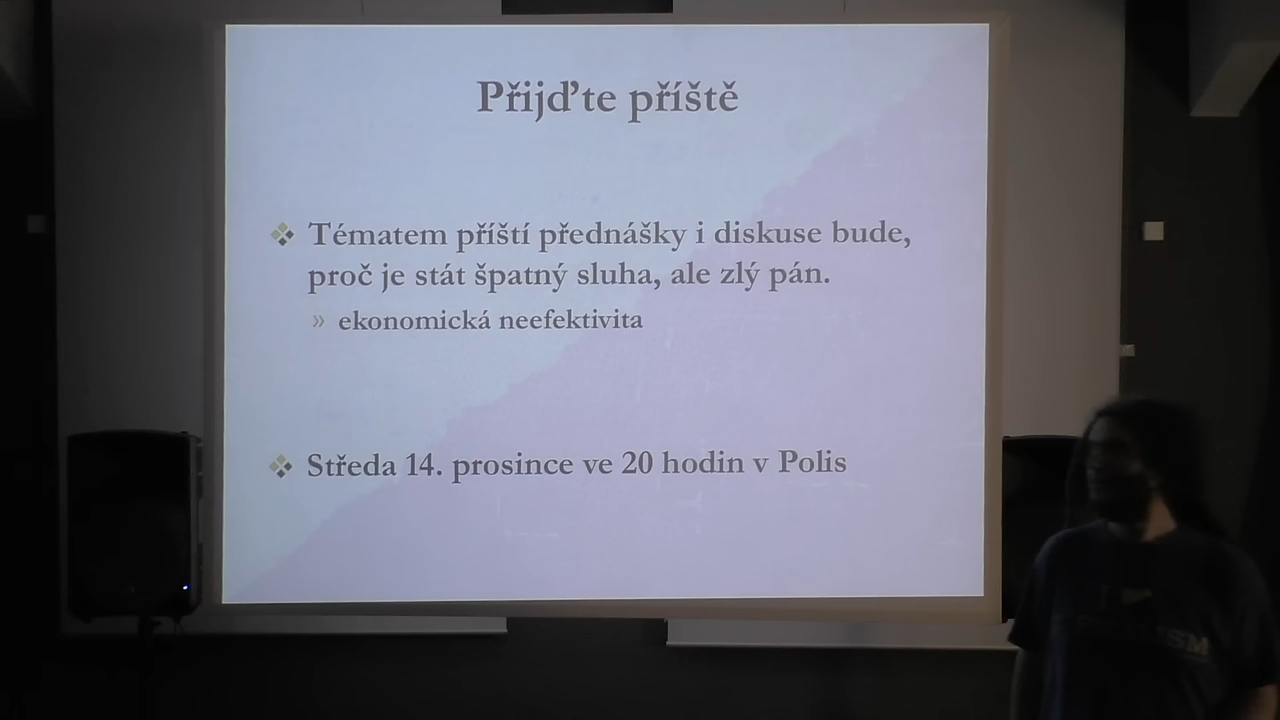 Přijďte příště
Tématem příští přednášky i diskuse bude,
proč je stát špatný sluha, ale zlý pán.
» ekonomická neefektivita
Středa 14. prosince ve 20 hodin v Polis